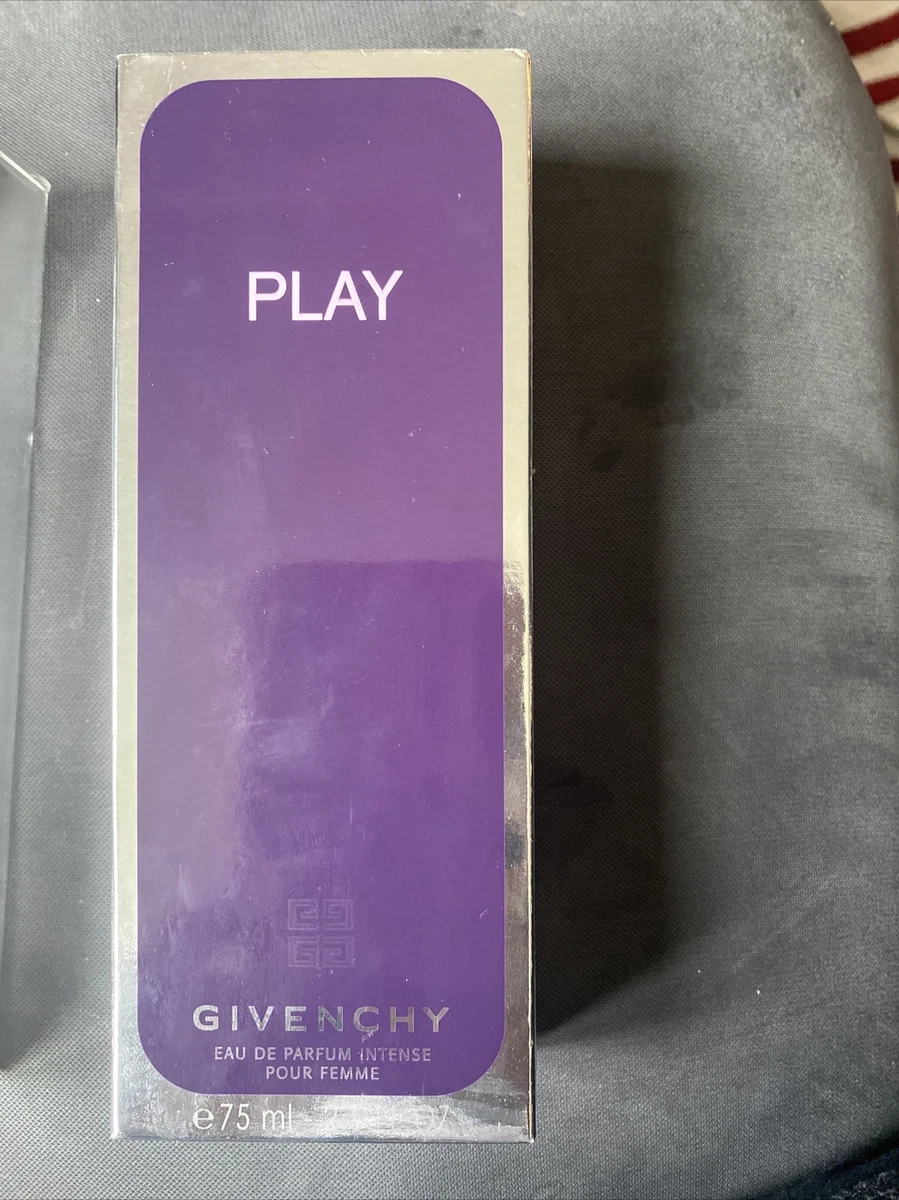 PLAY
GIVENCHY
EAU DE PARFUM INTENSE
POUR FEMME
℮75 ml